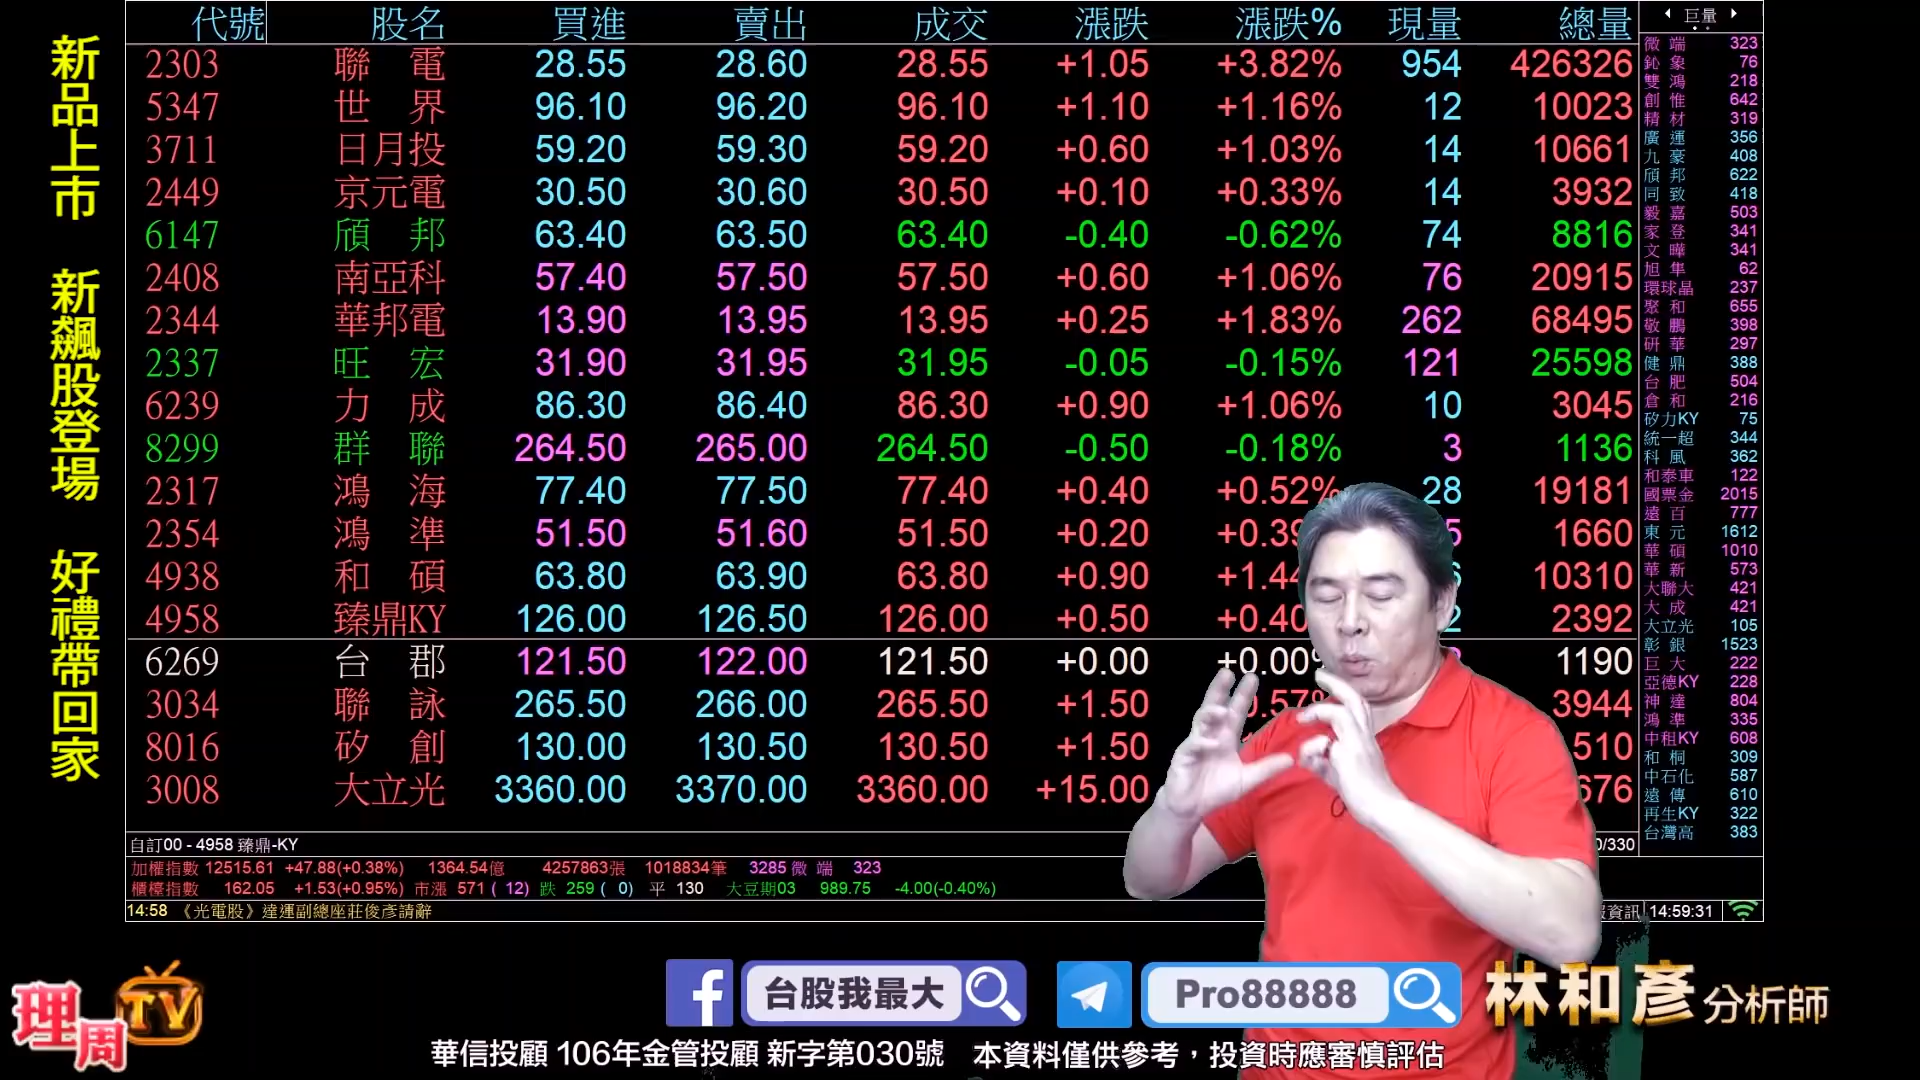 新品上市 新飆股登場 好禮帶回家
代號 股名 買進 賣出 成交 漲跌 漲跌% 現量 總量
2303 聯電 28.55 28.60 28.55 +1.05 +3.82% 954 426326
5347 世界 96.10 96.20 96.10 +1.10 +1.16% 12 10023
3711 日月投 59.20 59.30 59.20 +0.60 +1.03% 14 10661
2449 京元電 30.50 30.60 30.50 +0.10 +0.33% 14 3932
6147 頎邦 63.40 63.50 63.40 -0.40 -0.62% 74 8816
2408 南亞科 57.40 57.50 57.50 +0.60 +1.06% 76 20915
2344 華邦電 13.90 13.95 13.95 +0.25 +1.83% 262 68495
2337 旺宏 31.90 31.95 31.95 -0.05 -0.15% 121 25598
6239 力成 86.30 86.40 86.30 +0.90 +1.06% 10 3045
8299 群聯 264.50 265.00 264.50 -0.50 -0.18% 3 1136
2317 鴻海 77.40 77.50 77.40 +0.40 +0.52% 28 19181
2354 鴻準 51.50 51.60 51.50 +0.20 +0.39 1660
4938 和碩 63.80 63.90 63.80 +0.90 +1.44 10310
4958 臻鼎KY 126.00 126.50 126.00 +0.50 +0.40 2 2392
6269 台郡 121.50 122.00 121.50 +0.00 +0.00% 1190
3034 聯詠 265.50 266.00 265.50 +1.50 0.57% 3944
8016 矽創 130.00 130.50 130.50 +1.50 510
3008 大立光 3360.00 3370.00 3360.00 +15.00 676
巨量
微端 323
鈊象 76
雙鴻 218
創惟 642
精材 319
廣運 356
九豪 408
頎邦 622
同致 418
毅嘉 503
家登 341
文曄 341
旭隼 62
環球晶 237
聚和 655
敬鵬 398
研華 297
健鼎 388
台肥 504
倉和 216
矽力KY 75
統一超 344
科風 362
和泰車 122
國票金 2015
遠百 777
東元 1612
華碩 1010
華新 573
大聯大 421
大成 421
大立光 105
彰銀 1523
巨大 222
亞德KY 228
神達 804
鴻準 335
中租KY 608
和桐 309
中石化 587
遠傳 610
再生KY 322
台灣高 383
自訂00 - 4958 臻鼎-KY 0/330
加權指數 12515.61 +47.88(+0.38%) 1364.54億 4257863張 1018834筆 3285 微端 323
櫃檯指數 162.05 +1.53(+0.95%) 市漲 571 ( 12) 跌 259 ( 0) 平 130 大豆期03 989.75 -4.00(-0.40%)
14:58 《光電股》達運副總座莊俊彥請辭 資訊 14:59:31
理周TV
f 台股我最大 Pro88888 林和彥分析師
華信投顧 106年金管投顧 新字第030號 本資料僅供參考，投資時應審慎評估